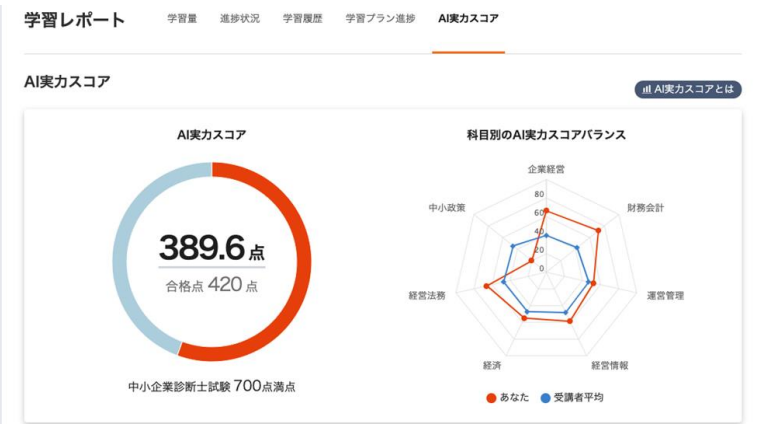 学習レポート 学習量 進捗状況 学習履歴 学習プラン進捗 AI実力スコア
AI実力スコア
AI実力スコアとは
AI実力スコア
389.6 点
合格点 420 点
中小企業診断士試験 700点満点
科目別のAI実力スコアバランス
企業経営
財務会計
運営管理
経営情報
経済
経営法務
中小政策
80
60
40
20
0
あなた 受講者平均